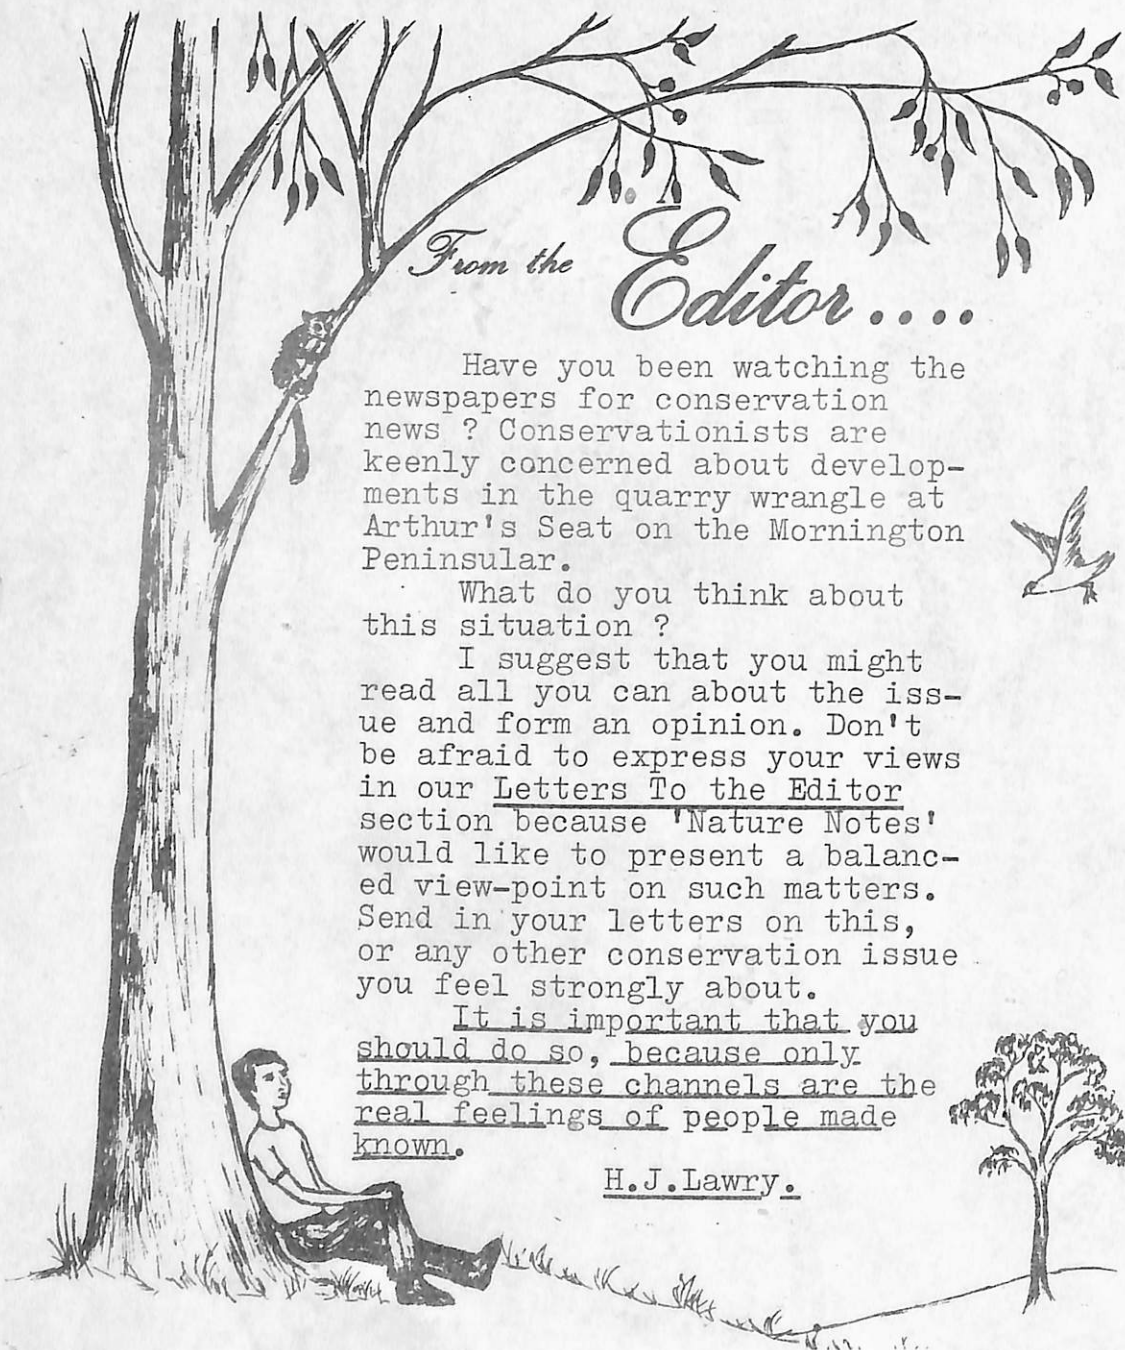 From the Editor....
Have you been watching the
newspapers for conservation
news ? Conservationists are
keenly concerned about develop-
ments in the quarry wrangle at
Arthur's Seat on the Mornington
Peninsular.
What do you think about
this situation ?
I suggest that you might
read all you can about the iss-
ue and form an opinion. Don't
be afraid to express your views
in our Letters To the Editor
section because 'Nature Notes'
would like to present a balanc-
ed view-point on such matters.
Send in your letters on this,
or any other conservation issue
you feel strongly about.
It is important that you
should do so, because only
through these channels are the
real feelings of people made
known.
H.J.Lawry.